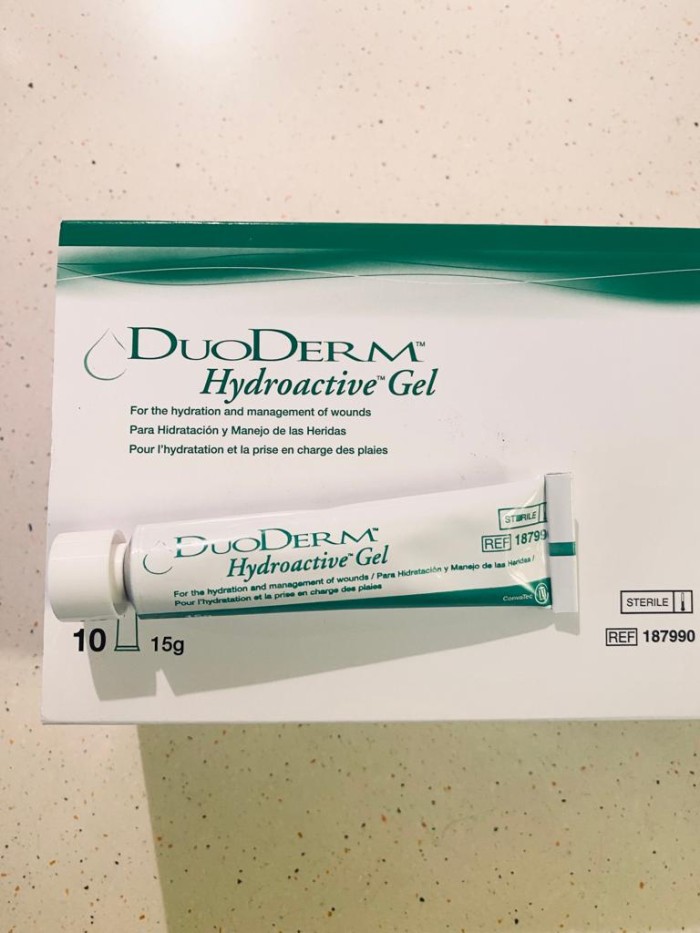 DUODERM™
Hydroactive™ Gel
For the hydration and management of wounds
Para Hidratación y Manejo de las Heridas
Pour l'hydratation et la prise en charge des plaies
STERILE
REF 18799
DUODERM™
Hydroactive™ Gel
For the hydration and management of wounds / Para Hidratación y Manejo de las Heridas /
Pour l'hydratation et la prise en charge des plaies
ConvaTec
10 15g
STERILE
REF 187990